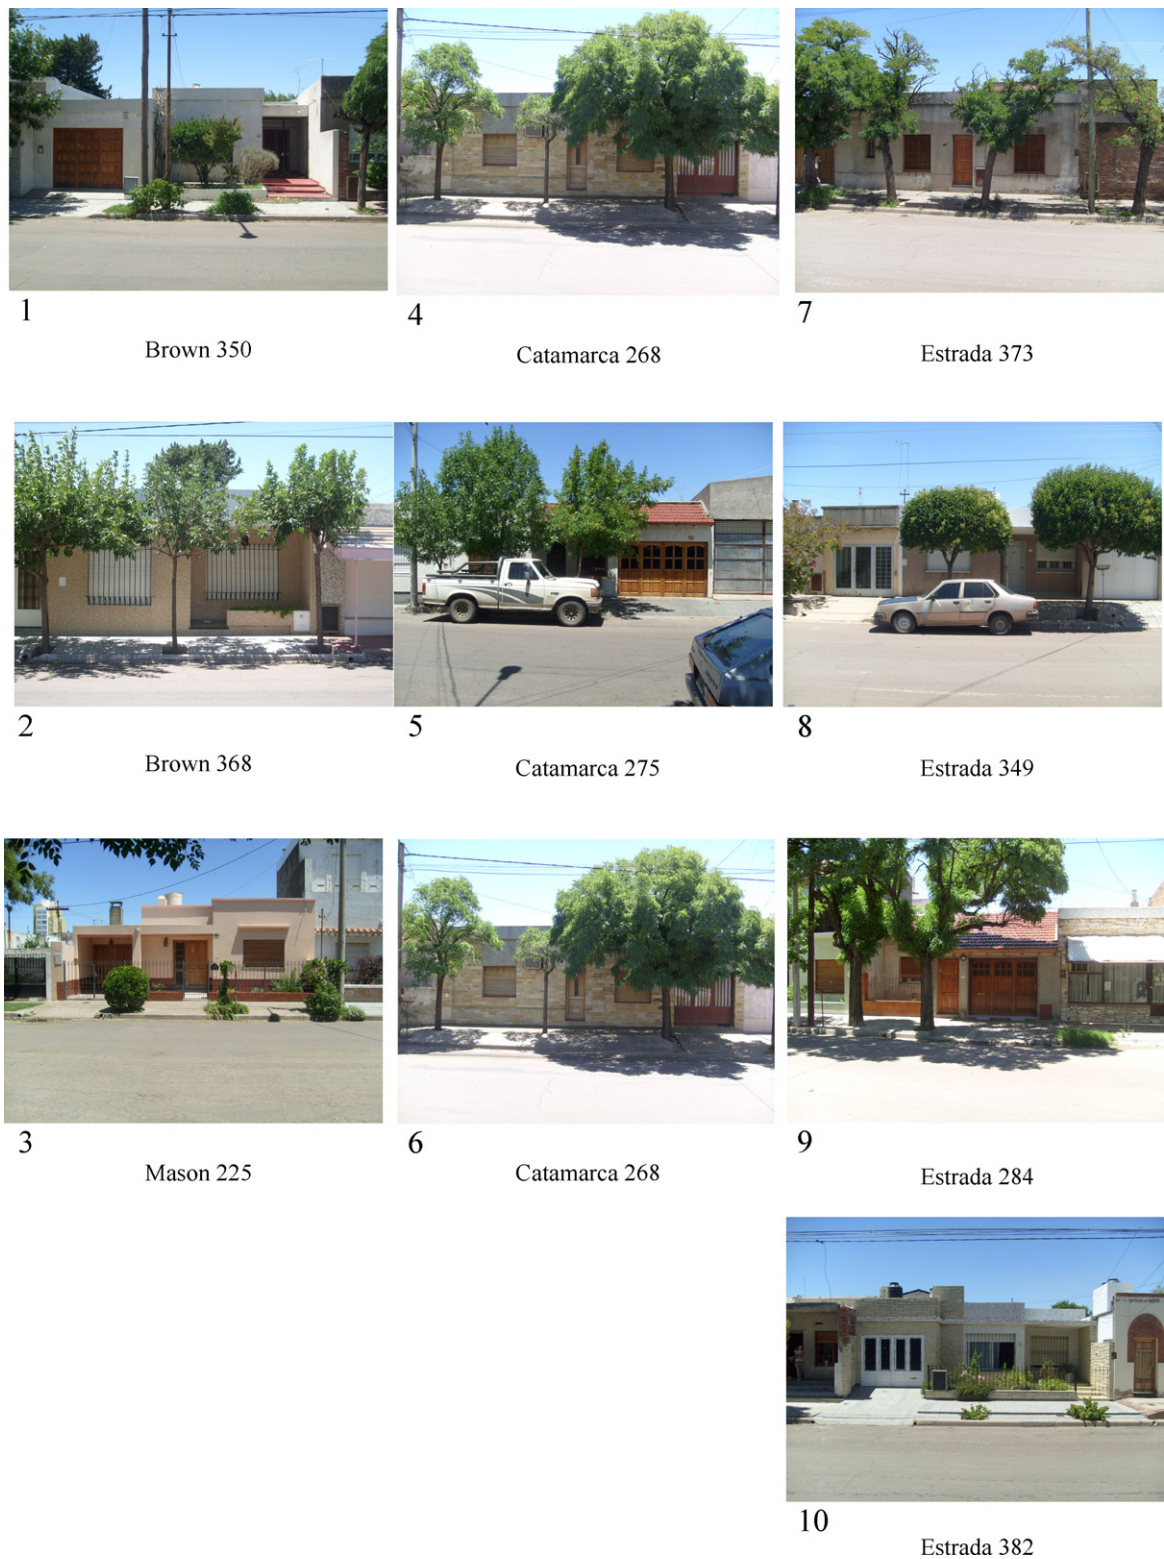 1
Brown 350
4
Catamarca 268
7
Estrada 373
2
Brown 368
5
Catamarca 275
8
Estrada 349
3
Mason 225
6
Catamarca 268
9
Estrada 284
10
Estrada 382